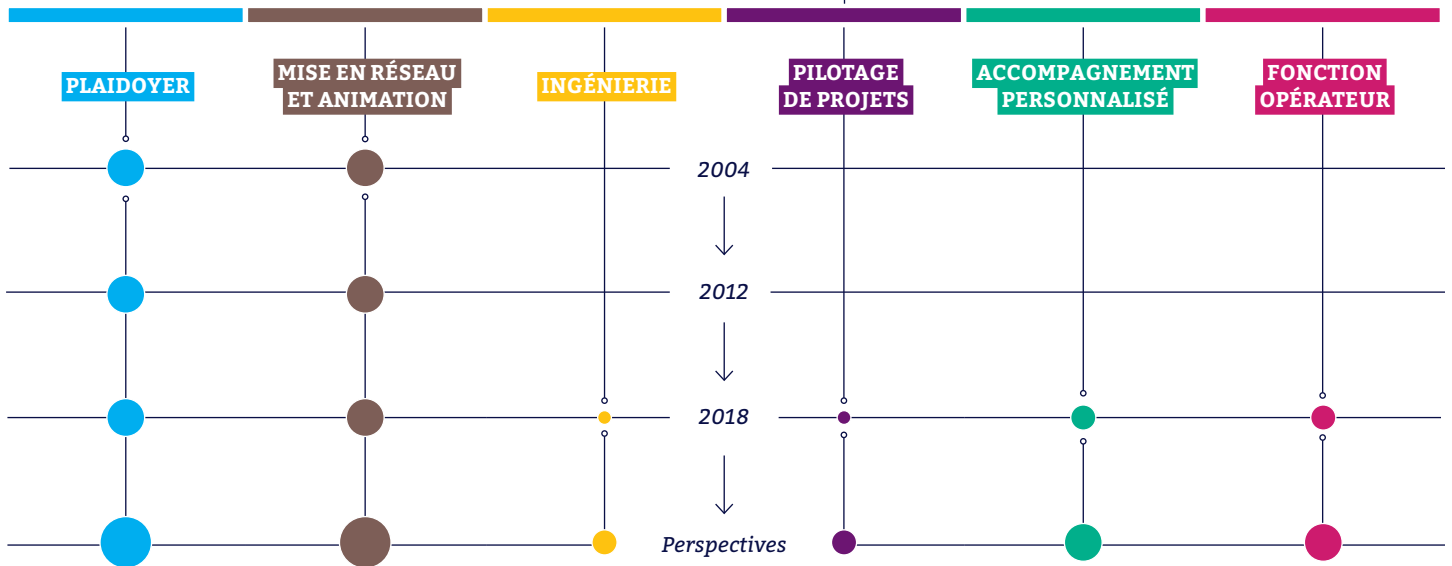 PLAIDOYER
MISE EN RÉSEAU
ET ANIMATION
INGÉNIERIE
PILOTAGE
DE PROJETS
ACCOMPAGNEMENT
PERSONNALISÉ
FONCTION
OPÉRATEUR
2004
2012
2018
Perspectives